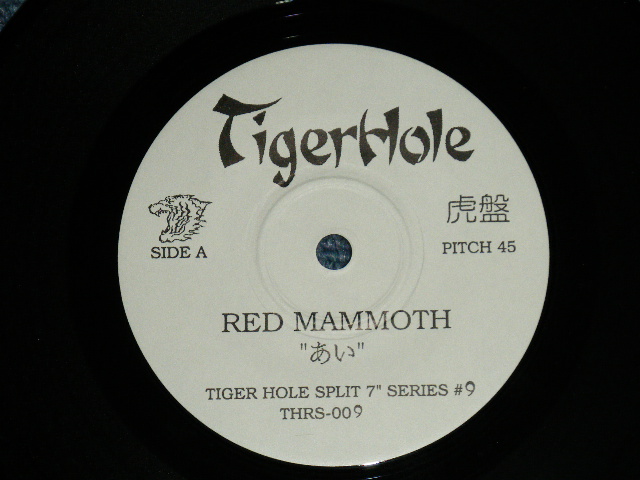 TigerHole
虎盤
SIDE A
PITCH 45
RED MAMMOTH
"あい"
TIGER HOLE SPLIT 7" SERIES #9
THRS-009